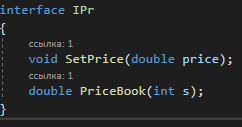 interface IPr
{
ссылка: 1
void SetPrice(double price);
ссылка: 1
double PriceBook(int s);
}